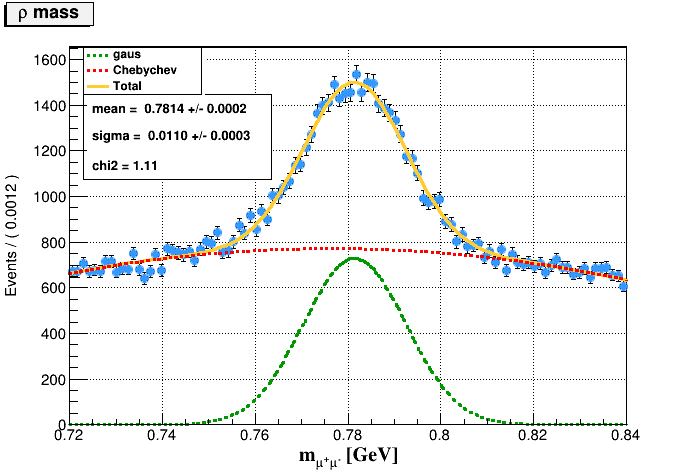 ρ mass
gaus
Chebychev
Total
mean = 0.7814 +/- 0.0002
sigma = 0.0110 +/- 0.0003
chi2 = 1.11
Events / ( 0.0012 )
1600
1400
1200
1000
800
600
400
200
0
0.72 0.74 0.76 0.78 0.8 0.82 0.84
m_{μ⁺μ⁻} [GeV]